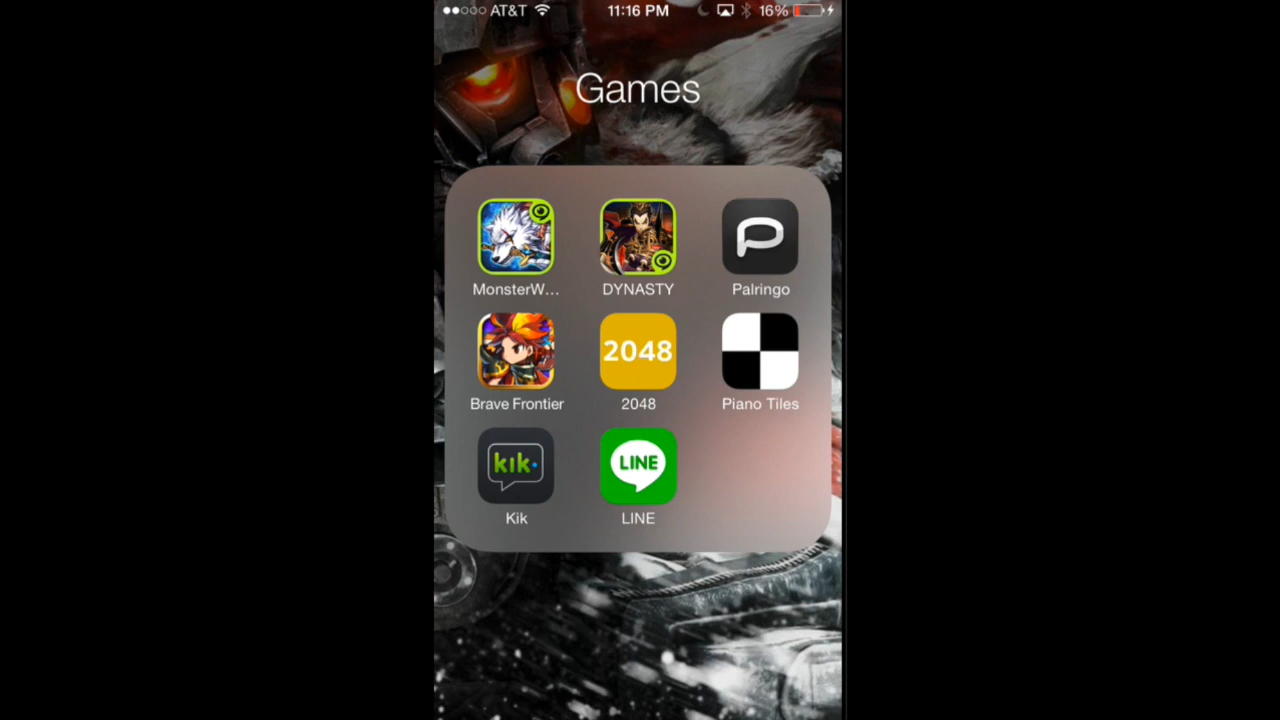 AT&T 11:16 PM 16%
Games
MonsterW... DYNASTY Palringo
2048
Brave Frontier 2048 Piano Tiles
kik·
LINE
Kik LINE